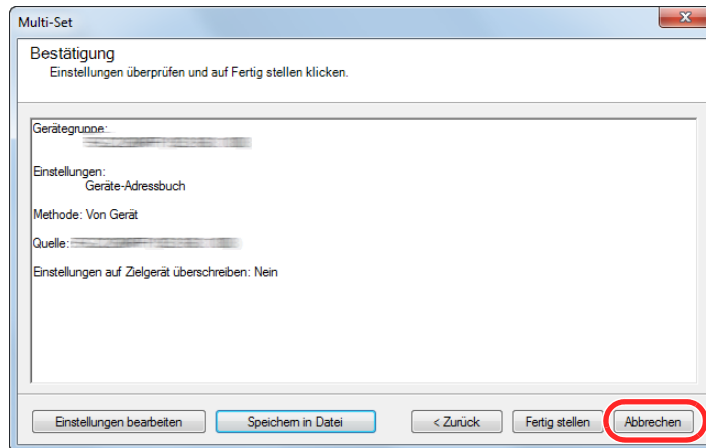 Multi-Set
Bestätigung
Einstellungen überprüfen und auf Fertig stellen klicken.
Gerätegruppe:
Einstellungen:
Geräte-Adressbuch
Methode: Von Gerät
Quelle:
Einstellungen auf Zielgerät überschreiben: Nein
Einstellungen bearbeiten Speichern in Datei < Zurück Fertig stellen Abbrechen